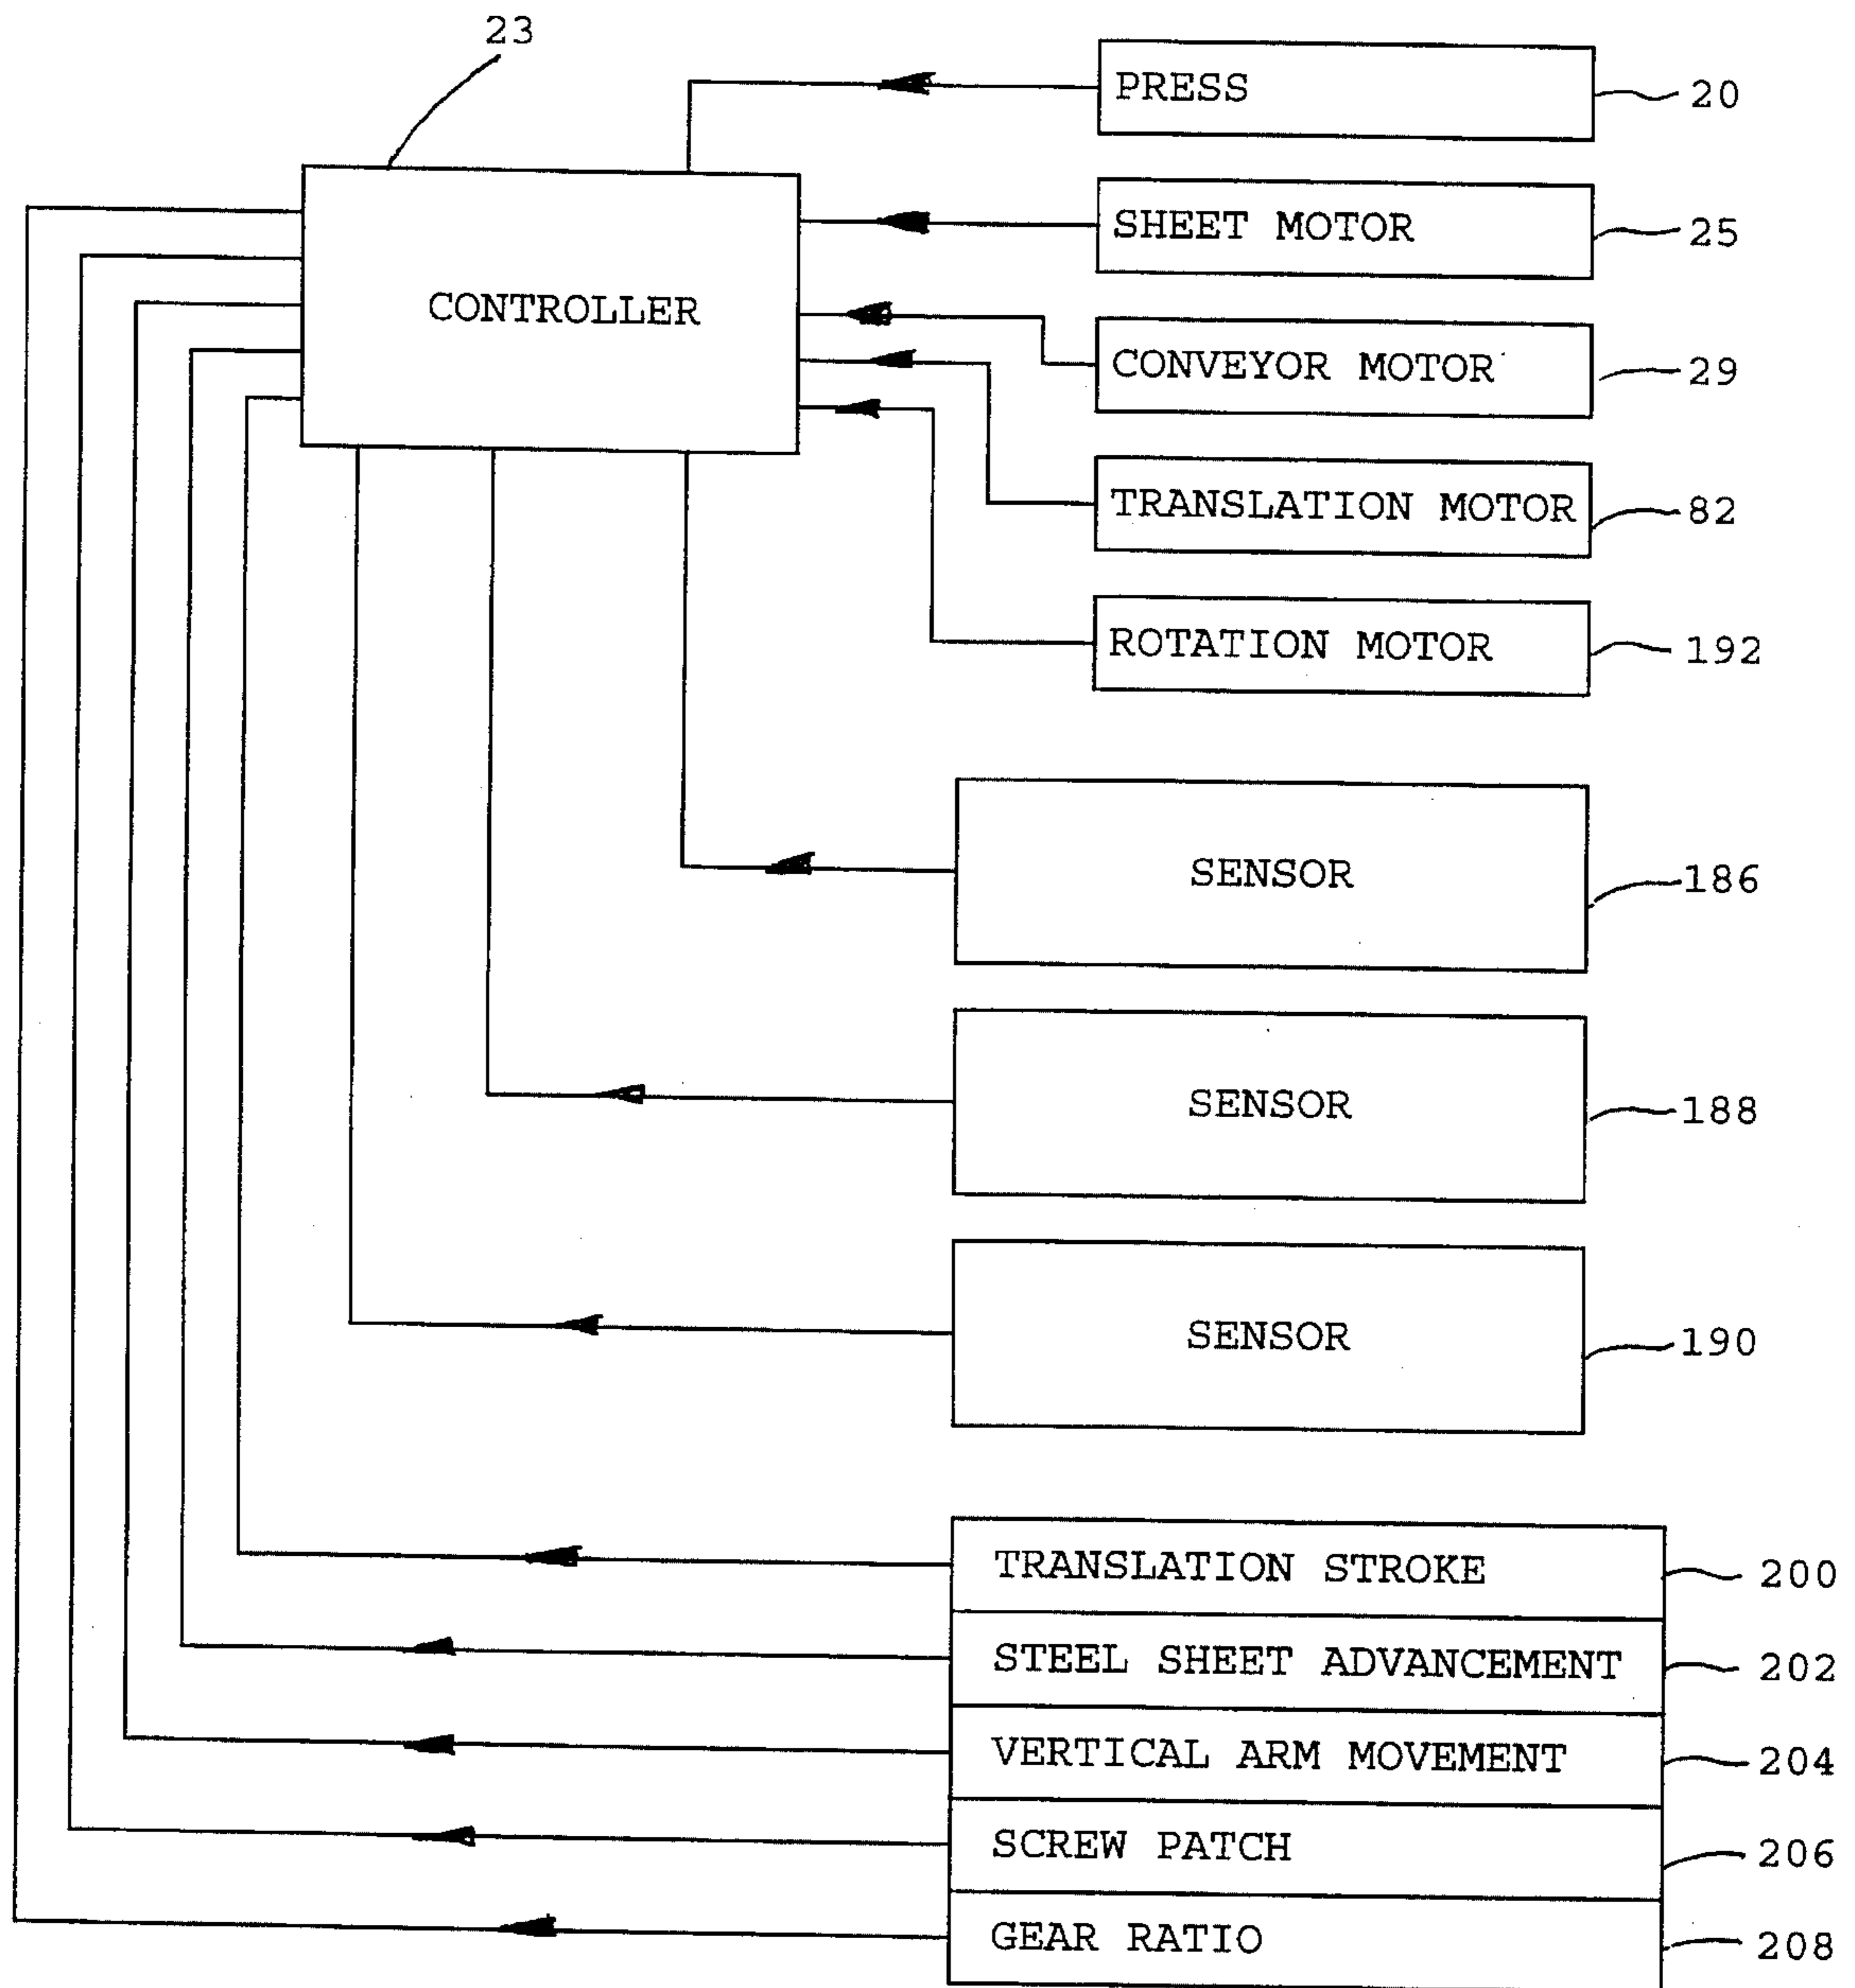 23
PRESS
20
SHEET MOTOR
25
CONTROLLER
CONVEYOR MOTOR
29
TRANSLATION MOTOR
82
ROTATION MOTOR
192
SENSOR
186
SENSOR
188
SENSOR
190
TRANSLATION STROKE
200
STEEL SHEET ADVANCEMENT
202
VERTICAL ARM MOVEMENT
204
SCREW PATCH
206
GEAR RATIO
208